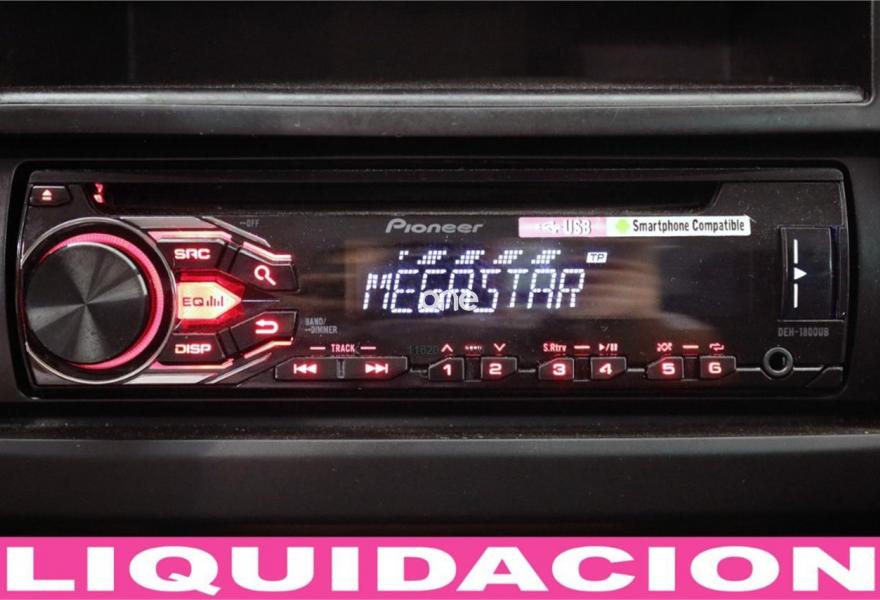 --OFF
Pioneer
USB
Smartphone Compatible
SRC
TP
MEGASTAR
ome
EQ
BAND/
--DIMMER
DEH-1800UB
DISP
TRACK
S.Rtrv
1 2 3 4 5 6
LIQUIDACION